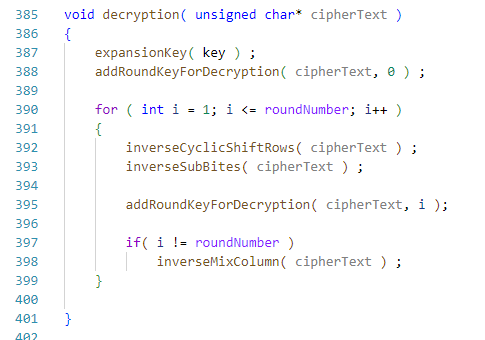 385 void decryption( unsigned char* cipherText )
386 {
387 expansionKey( key ) ;
388 addRoundKeyForDecryption( cipherText, 0 ) ;
389
390 for ( int i = 1; i <= roundNumber; i++ )
391 {
392 inverseCyclicShiftRows( cipherText ) ;
393 inverseSubBites( cipherText ) ;
394
395 addRoundKeyForDecryption( cipherText, i );
396
397 if( i != roundNumber )
398 inverseMixColumn( cipherText ) ;
399 }
400
401 }
402